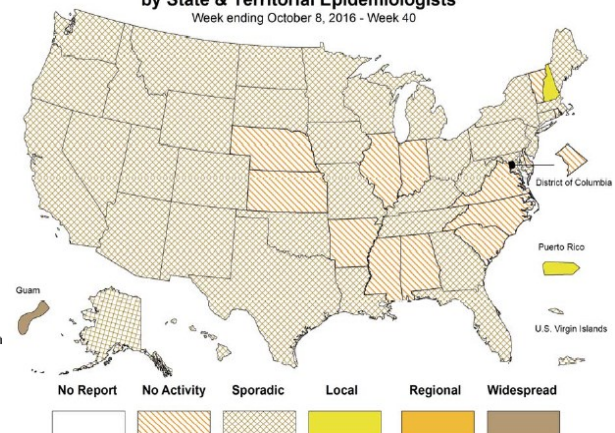 by State & Territorial Epidemiologists
Week ending October 8, 2016 - Week 40
District of Columbia
Puerto Rico
Guam
U.S. Virgin Islands
No Report No Activity Sporadic Local Regional Widespread